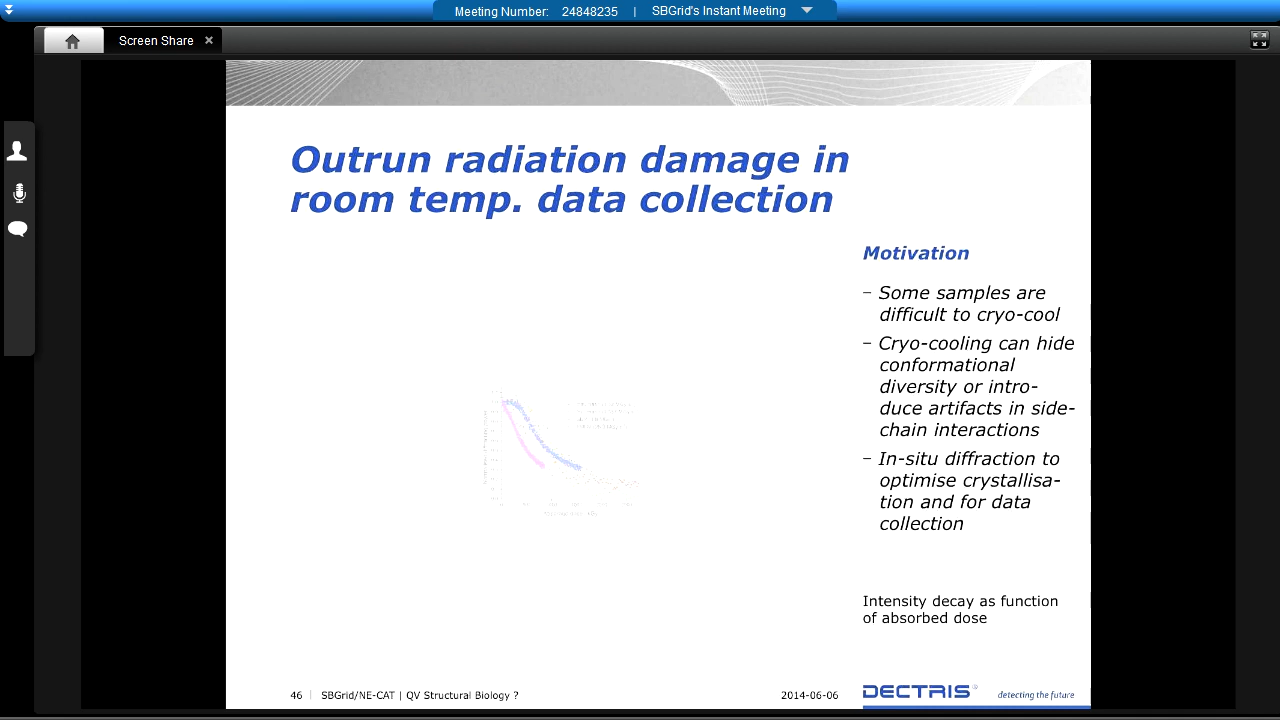 Meeting Number: 24848235 | SBGrid's Instant Meeting
Screen Share
Outrun radiation damage in
room temp. data collection
Motivation
– Some samples are
difficult to cryo-cool
– Cryo-cooling can hide
conformational
diversity or intro-
duce artifacts in side-
chain interactions
– In-situ diffraction to
optimise crystallisa-
tion and for data
collection
Intensity decay as function
of absorbed dose
46 | SBGrid/NE-CAT | QV Structural Biology ?
2014-06-06
DECTRIS®
detecting the future